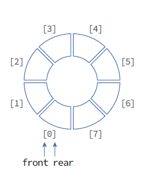 [3] [4]
[2] [5]
[1] [6]
[0] [7]
front rear